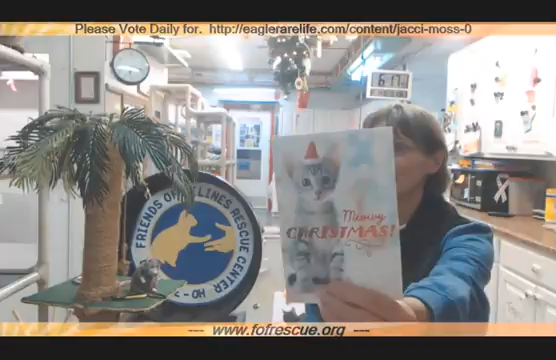 Please Vote Daily for. http://eaglerarelife.com/content/jacci-moss-0
6:17
FRIENDS OF FELINES RESCUE CENTER
Meowy
CHRISTMAS!
--- www.fofrescue.org ---